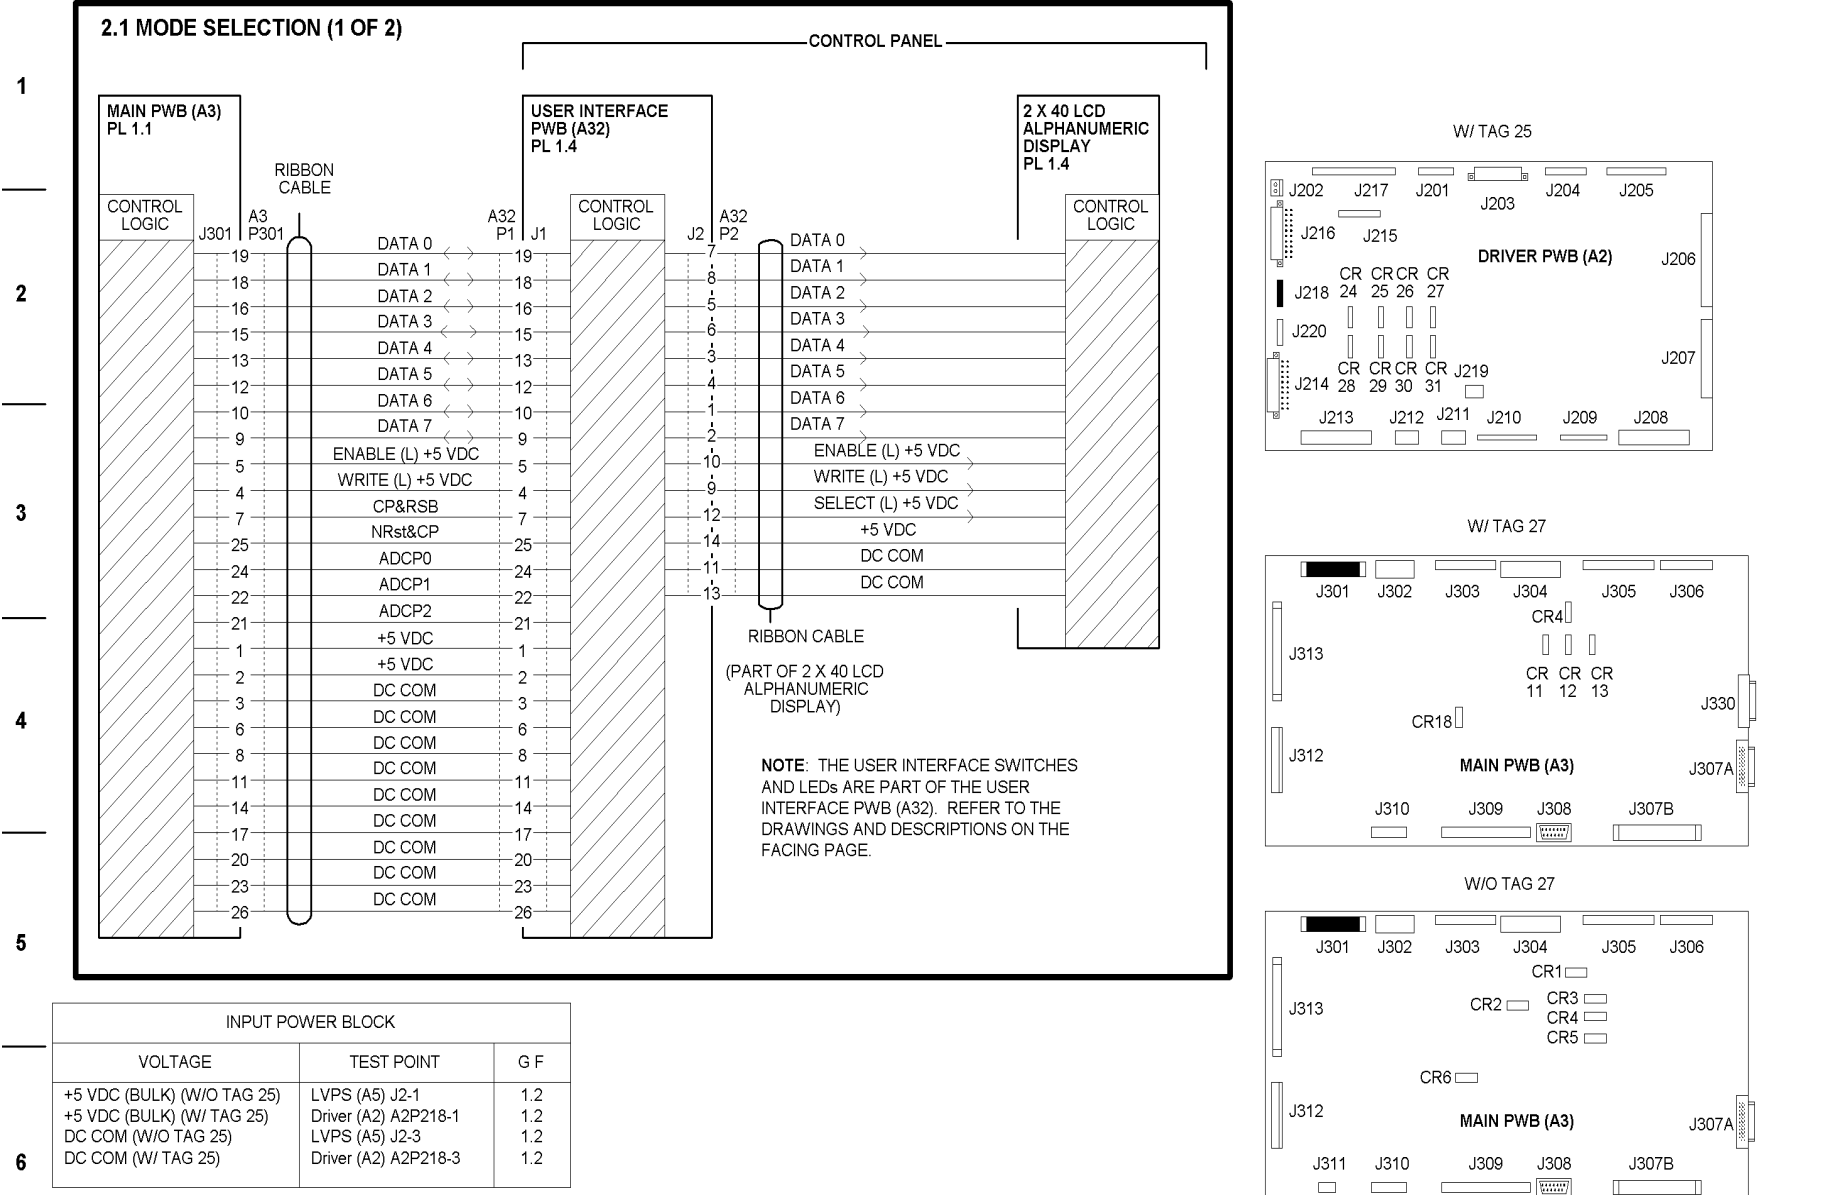 2.1 MODE SELECTION (1 OF 2)
CONTROL PANEL
1
2
3
4
5
6
MAIN PWB (A3)
PL 1.1
USER INTERFACE
PWB (A32)
PL 1.4
2 X 40 LCD
ALPHANUMERIC
DISPLAY
PL 1.4
RIBBON
CABLE
CONTROL
LOGIC
CONTROL
LOGIC
CONTROL
LOGIC
J301 A3 P301
A32 P1 J1
J2 A32 P2
19 DATA 0 19
18 DATA 1 18
16 DATA 2 16
15 DATA 3 15
13 DATA 4 13
12 DATA 5 12
10 DATA 6 10
9 DATA 7 9
5 ENABLE (L) +5 VDC 5
4 WRITE (L) +5 VDC 4
7 CP&RSB 7
25 NRst&CP 25
24 ADCP0 24
22 ADCP1 22
21 ADCP2 21
1 +5 VDC 1
2 +5 VDC 2
3 DC COM 3
6 DC COM 6
8 DC COM 8
11 DC COM 11
14 DC COM 14
17 DC COM 17
20 DC COM 20
23 DC COM 23
26 DC COM 26
7 DATA 0
8 DATA 1
5 DATA 2
6 DATA 3
3 DATA 4
4 DATA 5
1 DATA 6
2 DATA 7
10 ENABLE (L) +5 VDC
9 WRITE (L) +5 VDC
12 SELECT (L) +5 VDC
14 +5 VDC
11 DC COM
13 DC COM
RIBBON CABLE
(PART OF 2 X 40 LCD
ALPHANUMERIC
DISPLAY)
NOTE: THE USER INTERFACE SWITCHES
AND LEDs ARE PART OF THE USER
INTERFACE PWB (A32). REFER TO THE
DRAWINGS AND DESCRIPTIONS ON THE
FACING PAGE.
INPUT POWER BLOCK
VOLTAGE TEST POINT G F
+5 VDC (BULK) (W/O TAG 25) LVPS (A5) J2-1 1.2
+5 VDC (BULK) (W/ TAG 25) Driver (A2) A2P218-1 1.2
DC COM (W/O TAG 25) LVPS (A5) J2-3 1.2
DC COM (W/ TAG 25) Driver (A2) A2P218-3 1.2
W/ TAG 25
J202 J217 J201 J203 J204 J205
J216 J215
DRIVER PWB (A2)
J206
J218
CR 24 CR 25 CR 26 CR 27
J220
J207
J214
CR 28 CR 29 CR 30 CR 31
J219
J213 J212 J211 J210 J209 J208
W/ TAG 27
J301 J302 J303 J304 J305 J306
CR4
J313
CR 11 CR 12 CR 13
J330
CR18
J312
MAIN PWB (A3)
J307A
J310 J309 J308 J307B
W/O TAG 27
J301 J302 J303 J304 J305 J306
CR1
CR2
CR3
CR4
CR5
J313
CR6
J312
MAIN PWB (A3)
J307A
J311 J310 J309 J308 J307B